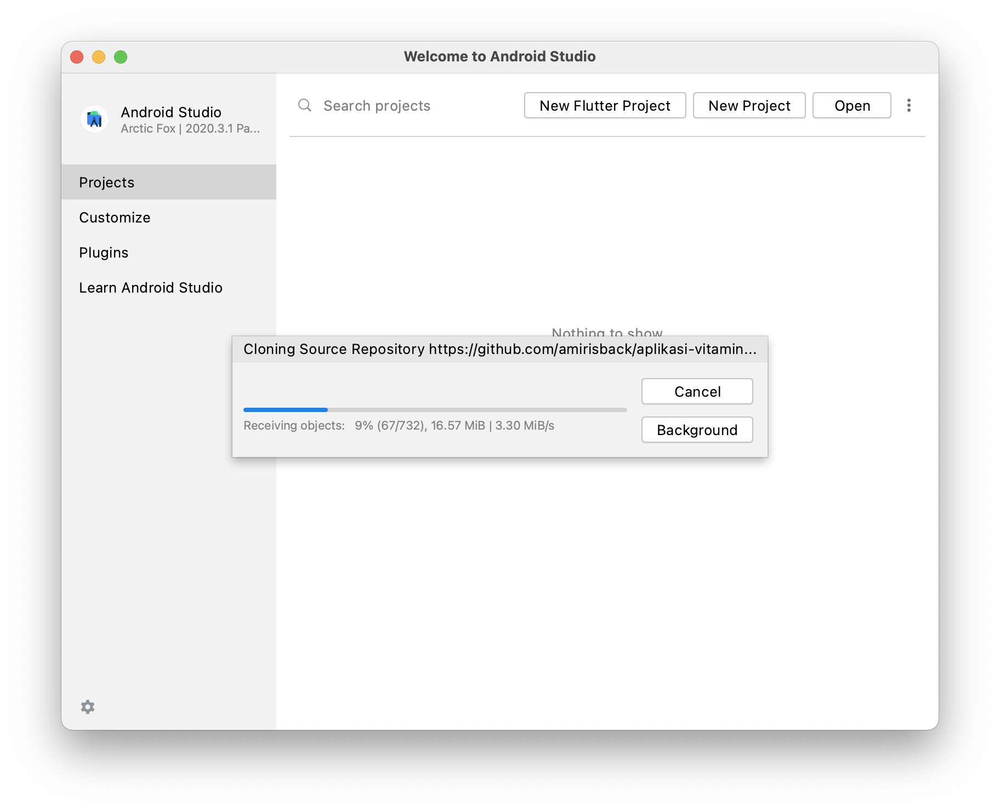 Welcome to Android Studio
Android Studio
Arctic Fox | 2020.3.1 Pa...
Search projects
New Flutter Project
New Project
Open
Projects
Customize
Plugins
Learn Android Studio
Nothing to show
Cloning Source Repository https://github.com/amirisback/aplikasi-vitamin...
Cancel
Receiving objects: 9% (67/732), 16.57 MiB | 3.30 MiB/s
Background